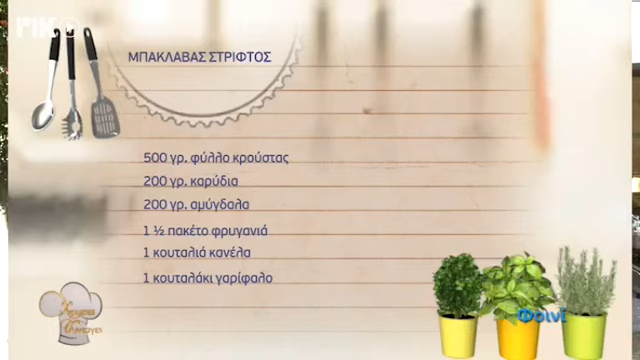 ΡΙΚ
ΜΠΑΚΛΑΒΑΣ ΣΤΡΙΦΤΟΣ
500 γρ. φύλλο κρούστας
200 γρ. καρύδια
200 γρ. αμύγδαλα
1 ½ πακέτο φρυγανιά
1 κουταλιά κανέλα
1 κουταλάκι γαρίφαλο
Φοινί